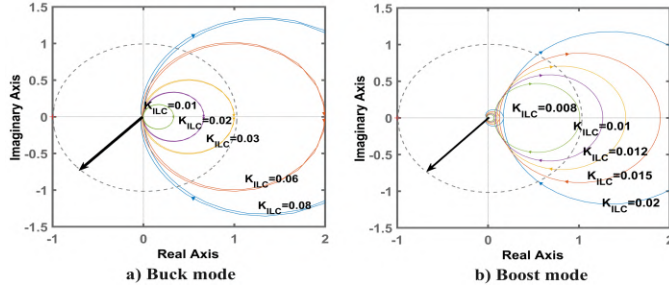 1.5
1
0.5
0
-0.5
-1
-1.5
Imaginary Axis
K_ILC=0.01
K_ILC=0.02
K_ILC=0.03
K_ILC=0.06
K_ILC=0.08
-1
0
1
2
Real Axis
a) Buck mode
1.5
1
0.5
0
-0.5
-1
-1.5
Imaginary Axis
K_ILC=0.008
K_ILC=0.01
K_ILC=0.012
K_ILC=0.015
K_ILC=0.02
-1
0
1
2
Real Axis
b) Boost mode